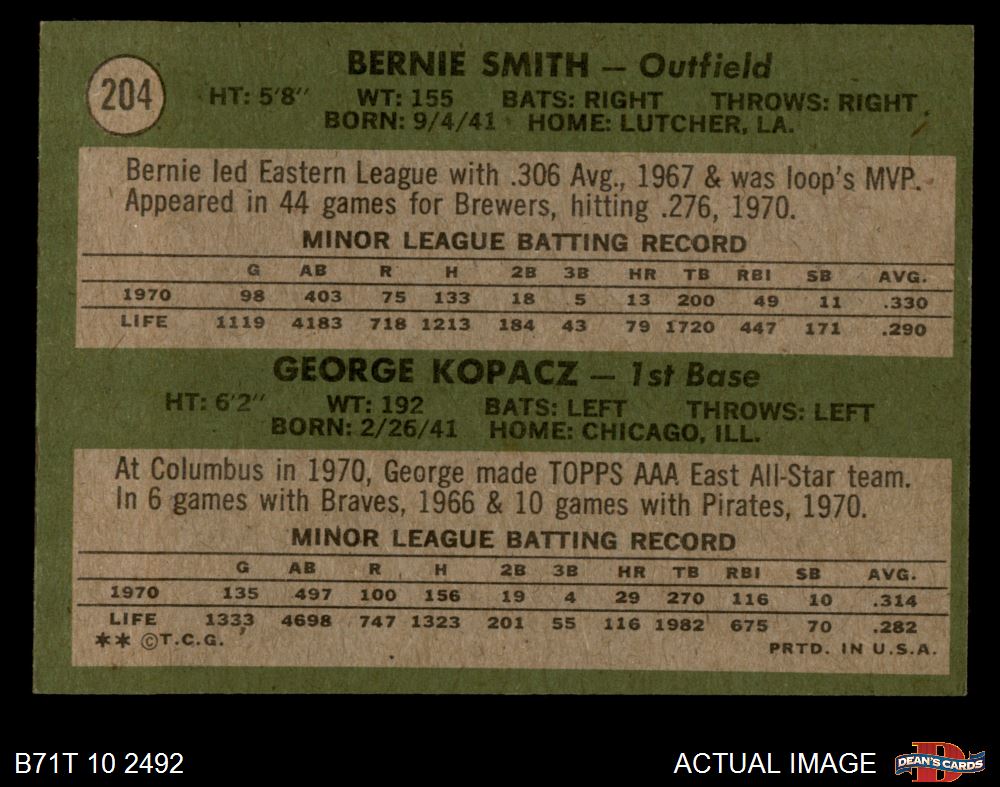 204
BERNIE SMITH — Outfield
HT: 5'8" WT: 155 BATS: RIGHT THROWS: RIGHT
BORN: 9/4/41 HOME: LUTCHER, LA.
Bernie led Eastern League with .306 Avg., 1967 & was loop's MVP.
Appeared in 44 games for Brewers, hitting .276, 1970.
MINOR LEAGUE BATTING RECORD
G AB R H 2B 3B HR TB RBI SB AVG.
1970 98 403 75 133 18 5 13 200 49 11 .330
LIFE 1119 4183 718 1213 184 43 79 1720 447 171 .290
GEORGE KOPACZ — 1st Base
HT: 6'2" WT: 192 BATS: LEFT THROWS: LEFT
BORN: 2/26/41 HOME: CHICAGO, ILL.
At Columbus in 1970, George made TOPPS AAA East All-Star team.
In 6 games with Braves, 1966 & 10 games with Pirates, 1970.
MINOR LEAGUE BATTING RECORD
G AB R H 2B 3B HR TB RBI SB AVG.
1970 135 497 100 156 19 4 29 270 116 10 .314
LIFE 1333 4698 747 1323 201 55 116 1982 675 70 .282
** ©T.C.G. PRTD. IN U.S.A.
B71T 10 2492 ACTUAL IMAGE DEAN'S CARDS